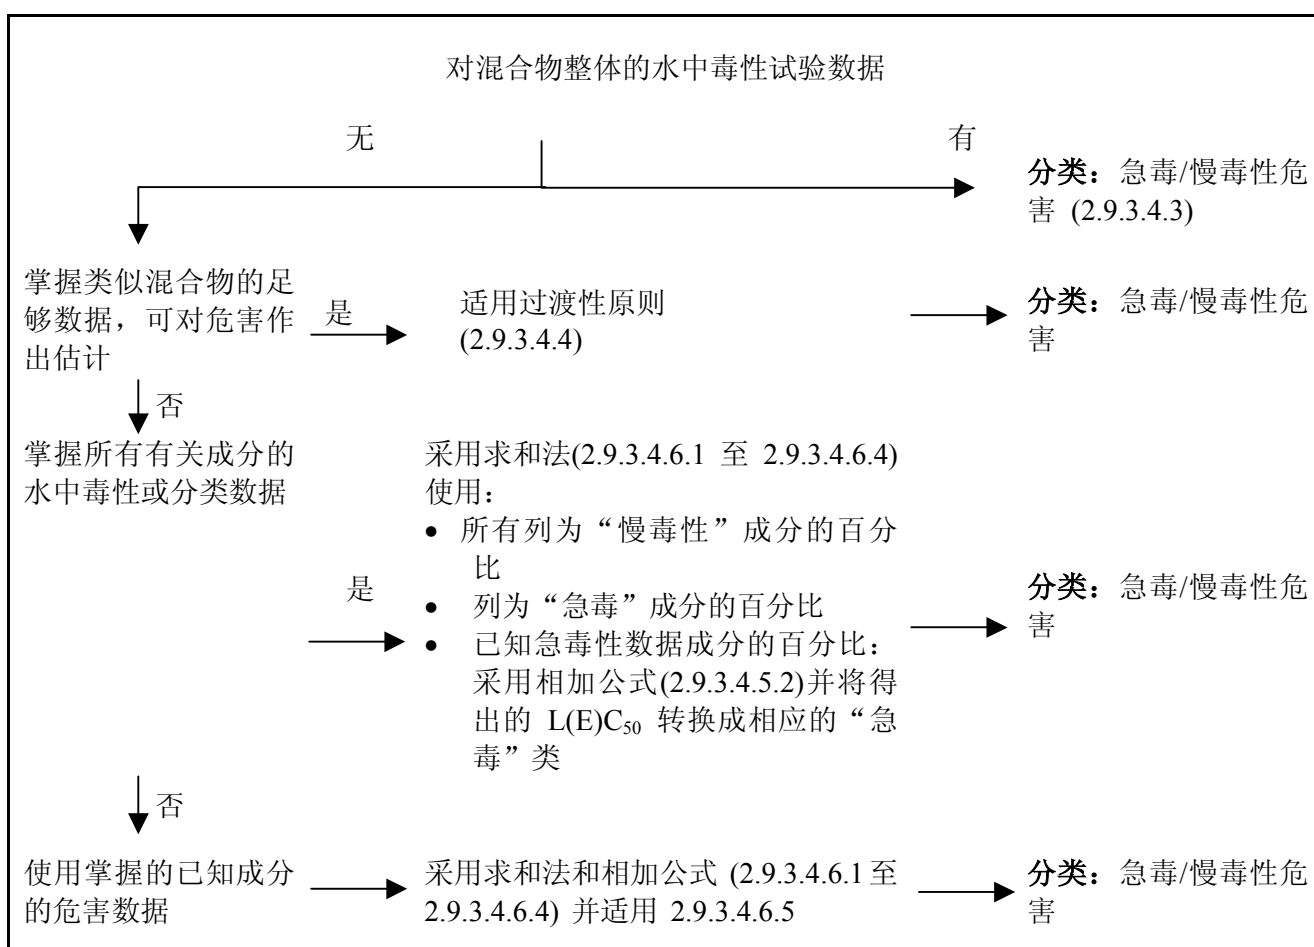 对混合物整体的水中毒性试验数据
无
有
分类：急毒/慢毒性危
害 (2.9.3.4.3)
掌握类似混合物的足
够数据，可对危害作
出估计
是
适用过渡性原则
(2.9.3.4.4)
分类：急毒/慢毒性危
害
否
掌握所有有关成分的
水中毒性或分类数据
是
采用求和法(2.9.3.4.6.1 至 2.9.3.4.6.4)
使用：
• 所有列为“慢毒性”成分的百分
比
• 列为“急毒”成分的百分比
• 已知急毒性数据成分的百分比：
采用相加公式(2.9.3.4.5.2)并将得
出的 L(E)C₅₀ 转换成相应的“急
毒”类
分类：急毒/慢毒性危
害
否
使用掌握的已知成分
的危害数据
采用求和法和相加公式 (2.9.3.4.6.1至
2.9.3.4.6.4) 并适用 2.9.3.4.6.5
分类：急毒/慢毒性危
害